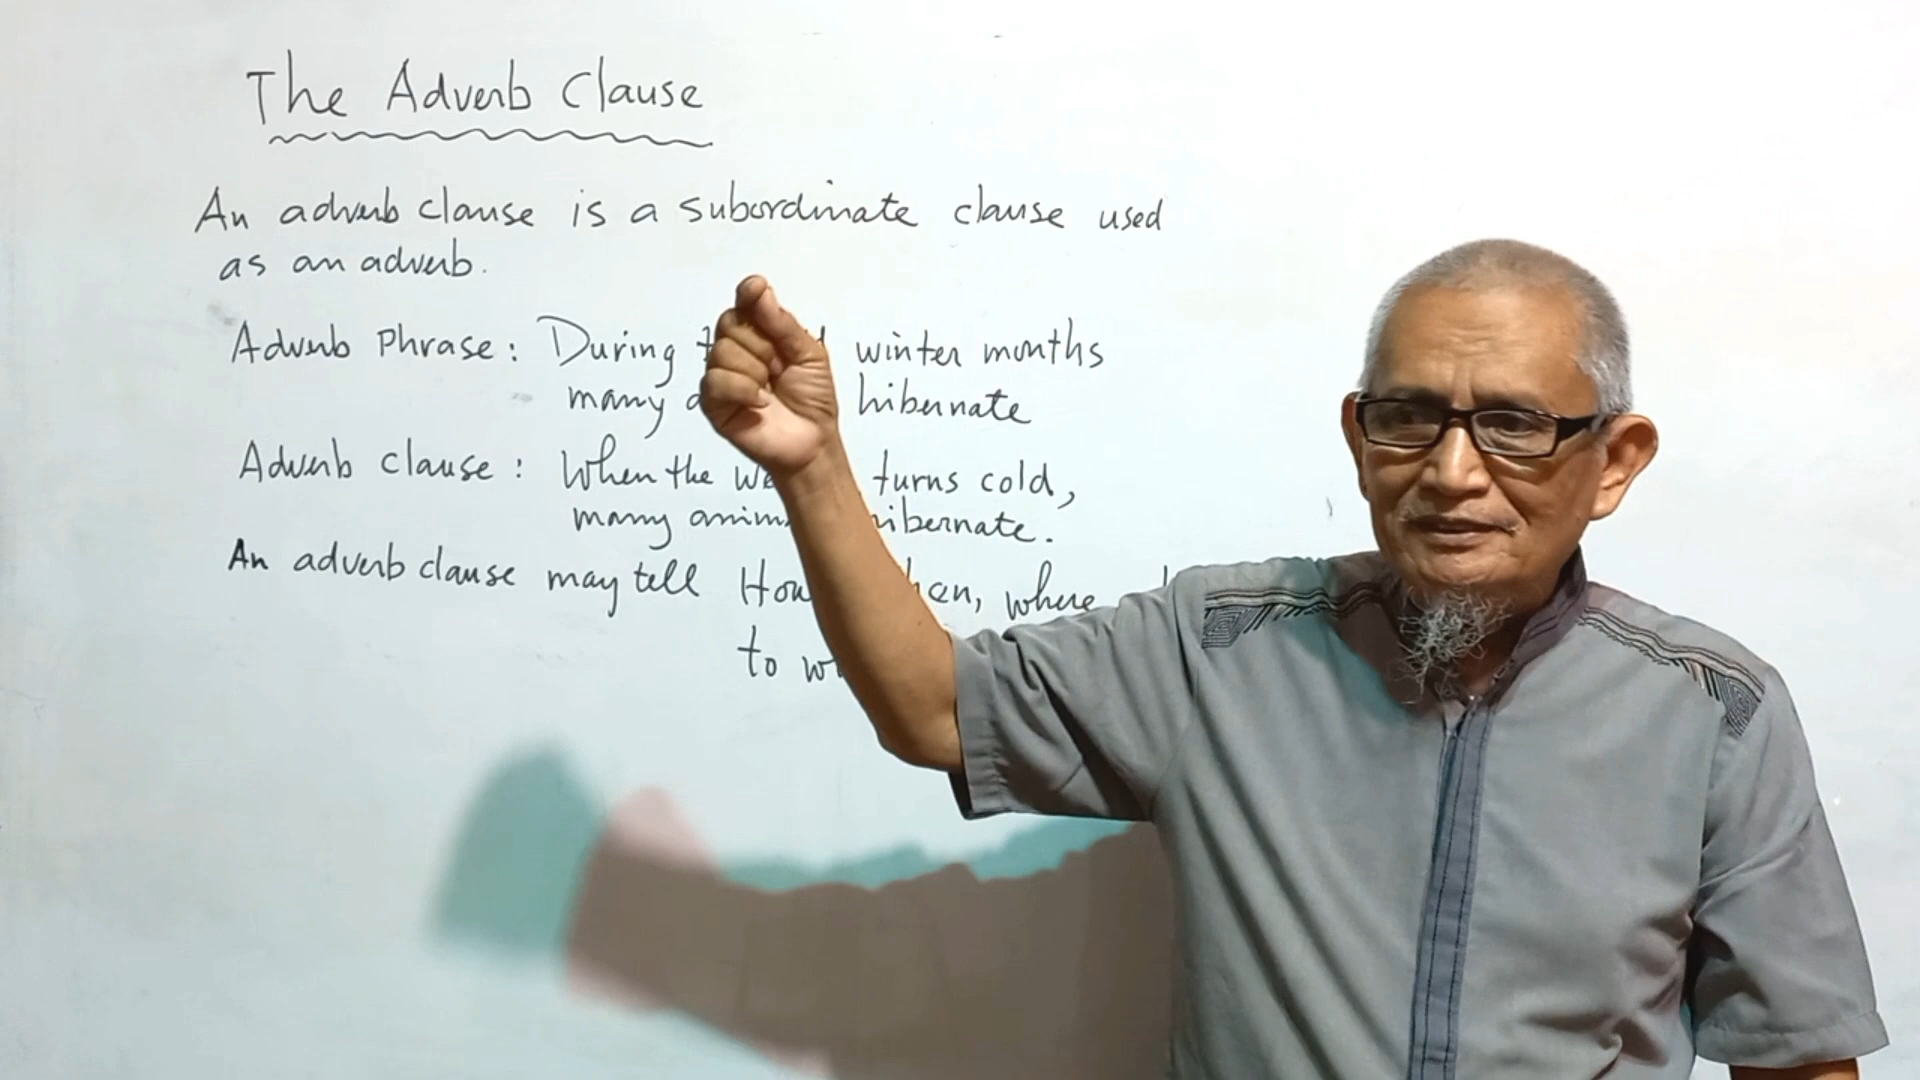 The Adverb Clause
An adverb clause is a subordinate clause used
as an adverb.
Adverb Phrase: During winter months
many hibernate
Adverb clause: When the turns cold,
many hibernate.
An adverb clause may tell where
to